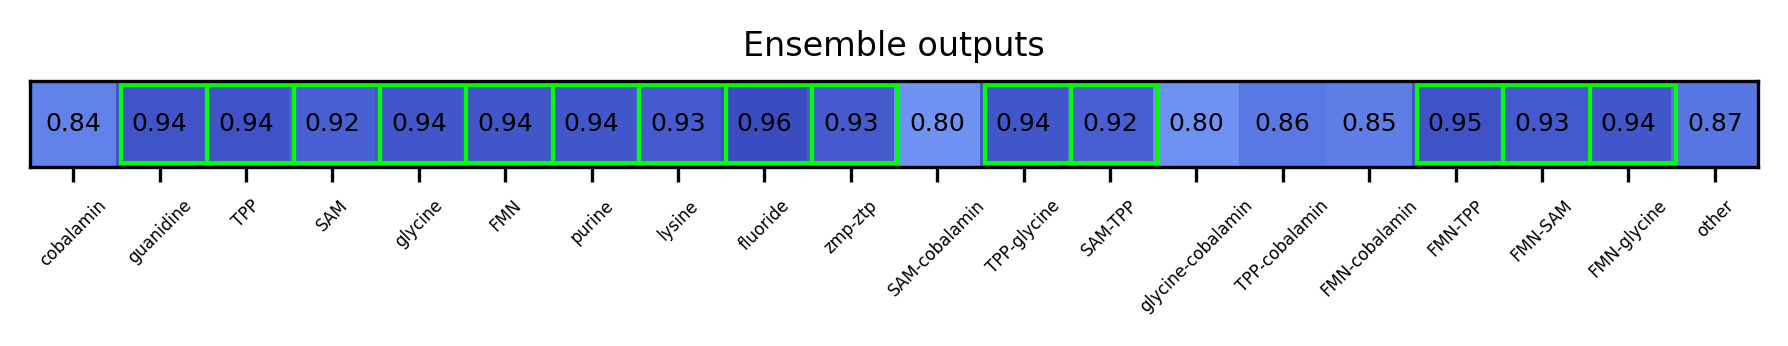 Ensemble outputs
0.84 0.94 0.94 0.92 0.94 0.94 0.94 0.93 0.96 0.93 0.80 0.94 0.92 0.80 0.86 0.85 0.95 0.93 0.94 0.87
cobalamin guanidine TPP SAM glycine FMN purine lysine fluoride zmp-ztp SAM-cobalamin TPP-glycine SAM-TPP glycine-cobalamin TPP-cobalamin FMN-cobalamin FMN-TPP FMN-SAM FMN-glycine other